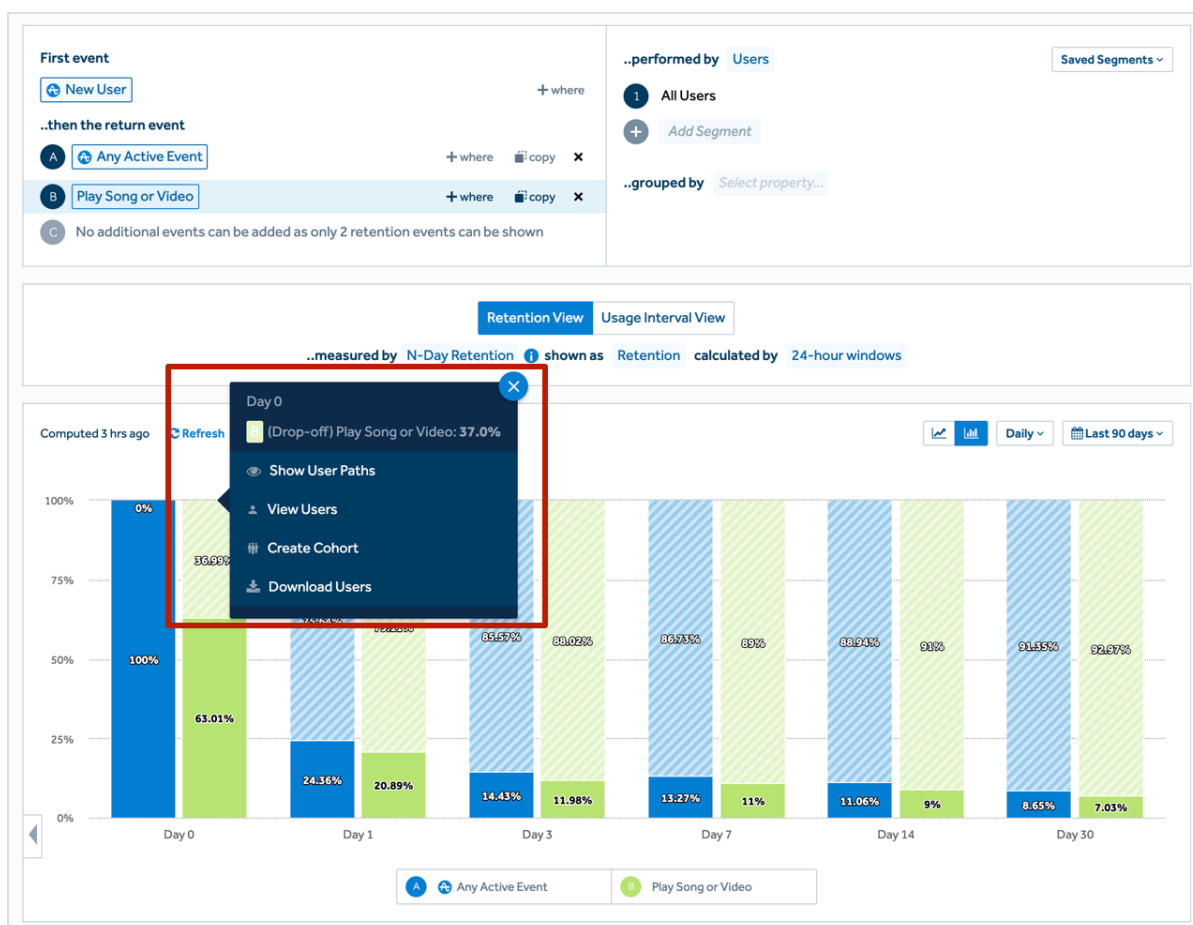 First event
New User
+ where
..then the return event
A Any Active Event
+ where copy ×
B Play Song or Video
+ where copy ×
C No additional events can be added as only 2 retention events can be shown
..performed by Users
Saved Segments
1 All Users
+ Add Segment
..grouped by Select property...
Retention View Usage Interval View
..measured by N-Day Retention i shown as Retention calculated by 24-hour windows
Computed 3 hrs ago Refresh
Day 0
B (Drop-off) Play Song or Video: 37.0%
Show User Paths
View Users
Create Cohort
Download Users
Daily Last 90 days
100%
75%
50%
25%
0%
0%
100%
36.99%
63.01%
24.36%
20.89%
85.57%
14.43%
88.02%
11.98%
86.73%
13.27%
89%
11%
88.94%
11.06%
91%
9%
91.35%
8.65%
92.97%
7.03%
Day 0 Day 1 Day 3 Day 7 Day 14 Day 30
A Any Active Event B Play Song or Video